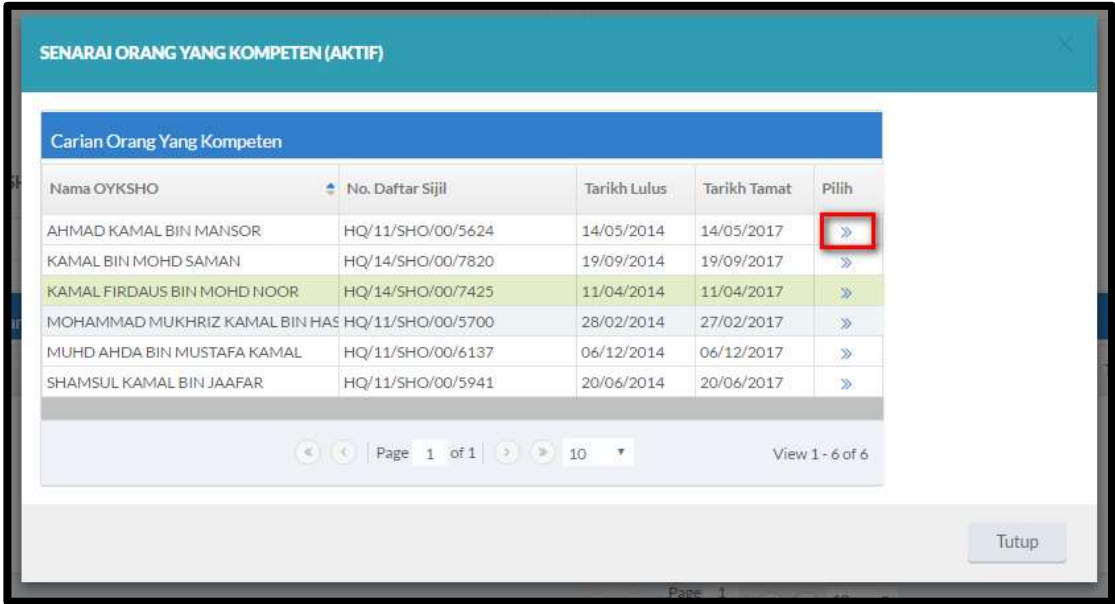 SENARAI ORANG YANG KOMPETEN (AKTIF)
Carian Orang Yang Kompeten
Nama OYKSHO No. Daftar Sijil Tarikh Lulus Tarikh Tamat Pilih
AHMAD KAMAL BIN MANSOR HQ/11/SHO/00/5624 14/05/2014 14/05/2017
KAMAL BIN MOHD SAMAN HQ/14/SHO/00/7820 19/09/2014 19/09/2017
KAMAL FIRDAUS BIN MOHD NOOR HQ/14/SHO/00/7425 11/04/2014 11/04/2017
MOHAMMAD MUKHRIZ KAMAL BIN HAS HQ/11/SHO/00/5700 28/02/2014 27/02/2017
MUHD AHDA BIN MUSTAFA KAMAL HQ/11/SHO/00/6137 06/12/2014 06/12/2017
SHAMSUL KAMAL BIN JAAFAR HQ/11/SHO/00/5941 20/06/2014 20/06/2017
Page 1 of 1 10 View 1 - 6 of 6
Tutup
Page 1